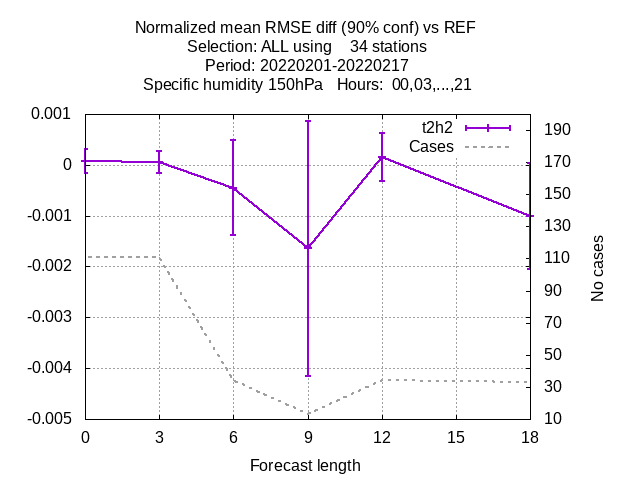 Normalized mean RMSE diff (90% conf) vs REF
Selection: ALL using    34 stations
Period: 20220201-20220217
Specific humidity 150hPa   Hours:  00,03,...,21
0.001
0
-0.001
-0.002
-0.003
-0.004
-0.005
t2h2
Cases
190
170
150
130
110
90
70
50
30
10
No cases
0 3 6 9 12 15 18
Forecast length